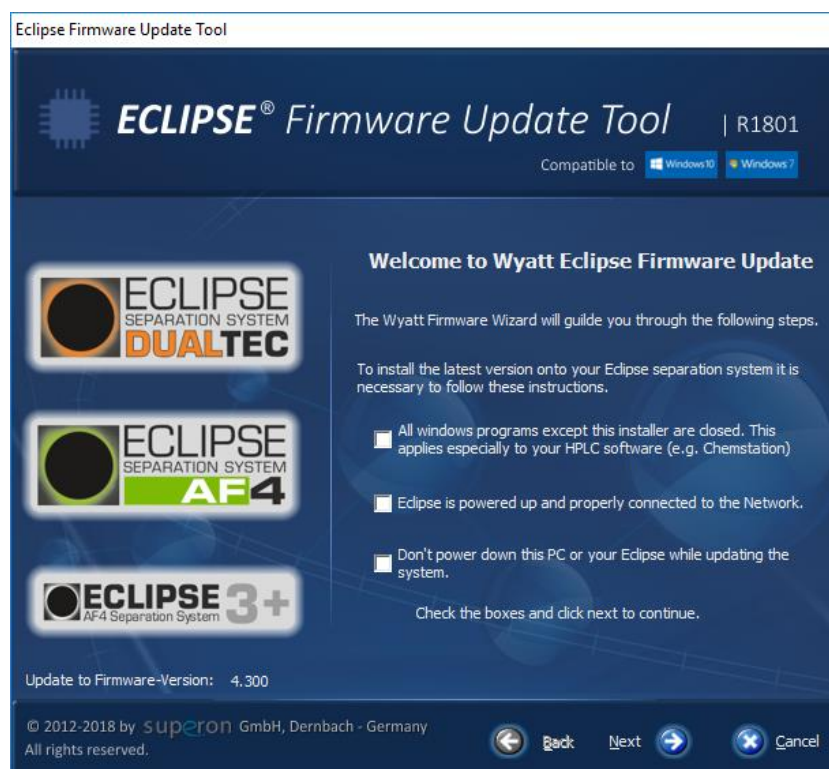 Eclipse Firmware Update Tool
ECLIPSE® Firmware Update Tool | R1801
Compatible to Windows10 Windows7
Welcome to Wyatt Eclipse Firmware Update
ECLIPSE
SEPARATION SYSTEM
DUALTEC
The Wyatt Firmware Wizard will guilde you through the following steps.
To install the latest version onto your Eclipse separation system it is
necessary to follow these instructions.
ECLIPSE
SEPARATION SYSTEM
AF4
All windows programs except this installer are closed. This
applies especially to your HPLC software (e.g. Chemstation)
Eclipse is powered up and properly connected to the Network.
Don't power down this PC or your Eclipse while updating the
system.
ECLIPSE 3+
AF4 Separation System
Check the boxes and click next to continue.
Update to Firmware-Version: 4.300
© 2012-2018 by superon GmbH, Dernbach - Germany
All rights reserved.
Back Next Cancel